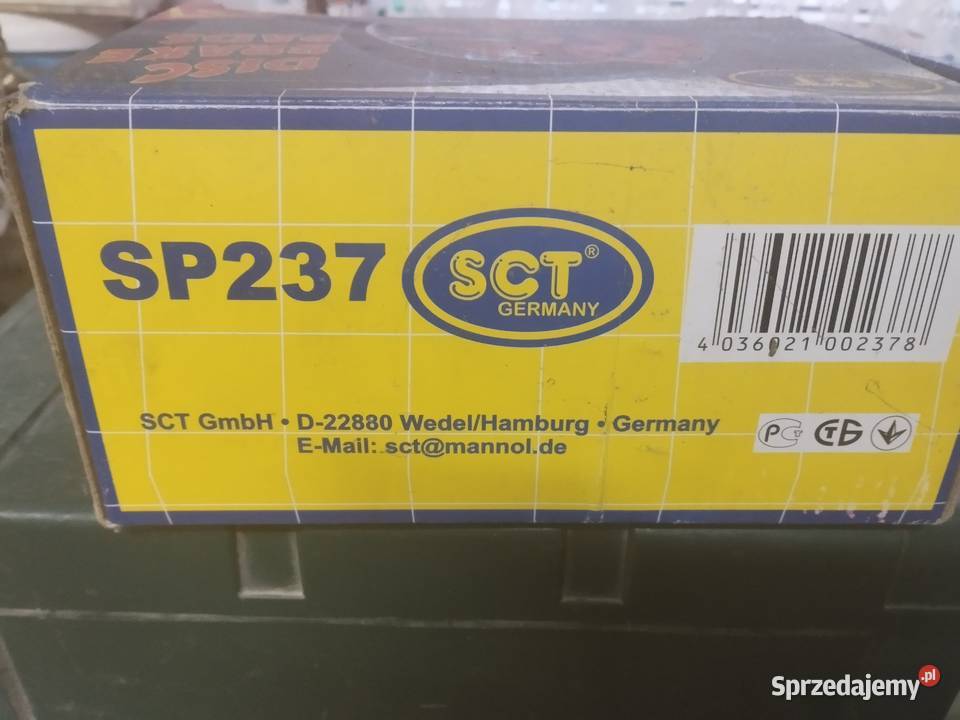 DISC
BRAKE
PADS
SP237
SCT®
GERMANY
4 036021 002378
SCT GmbH • D-22880 Wedel/Hamburg • Germany
E-Mail: sct@mannol.de
Sprzedajemy.pl